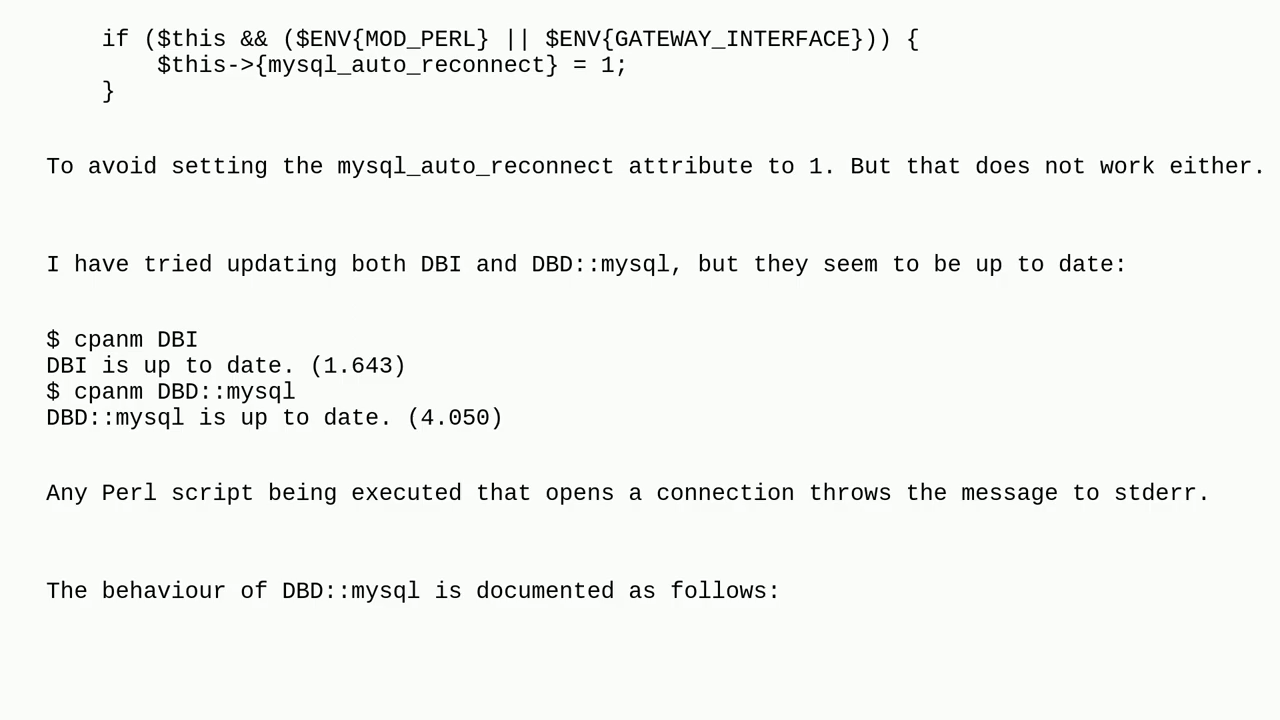 if ($this && ($ENV{MOD_PERL} || $ENV{GATEWAY_INTERFACE})) {
$this->{mysql_auto_reconnect} = 1;
}
To avoid setting the mysql_auto_reconnect attribute to 1. But that does not work either.
I have tried updating both DBI and DBD::mysql, but they seem to be up to date:
$ cpanm DBI
DBI is up to date. (1.643)
$ cpanm DBD::mysql
DBD::mysql is up to date. (4.050)
Any Perl script being executed that opens a connection throws the message to stderr.
The behaviour of DBD::mysql is documented as follows: